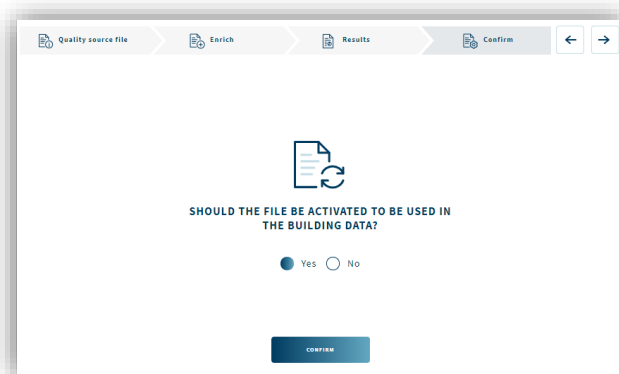 Quality source file
Enrich
Results
Confirm
SHOULD THE FILE BE ACTIVATED TO BE USED IN
THE BUILDING DATA?
Yes
No
CONFIRM